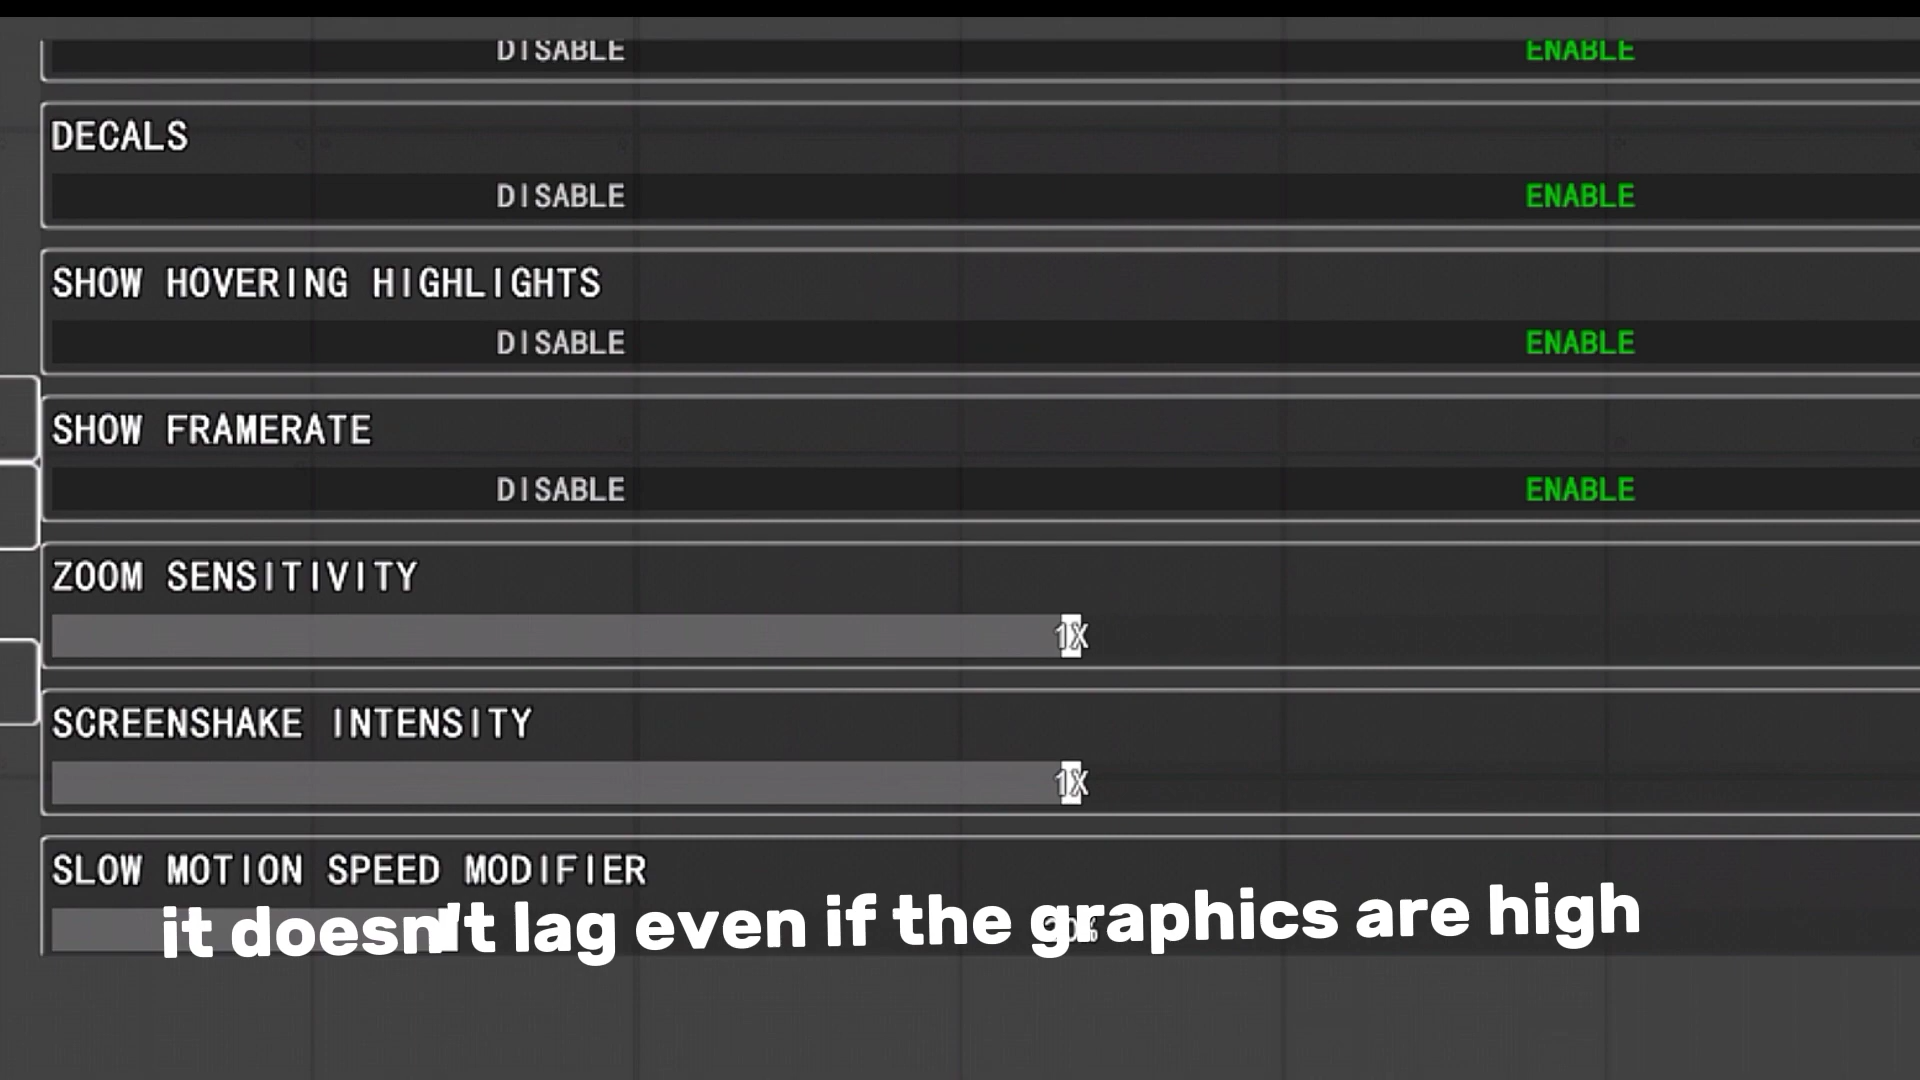 DISABLE ENABLE
DECALS
DISABLE ENABLE
SHOW HOVERING HIGHLIGHTS
DISABLE ENABLE
SHOW FRAMERATE
DISABLE ENABLE
ZOOM SENSITIVITY
1X
SCREENSHAKE INTENSITY
1X
SLOW MOTION SPEED MODIFIER
it doesn't lag even if the graphics are high